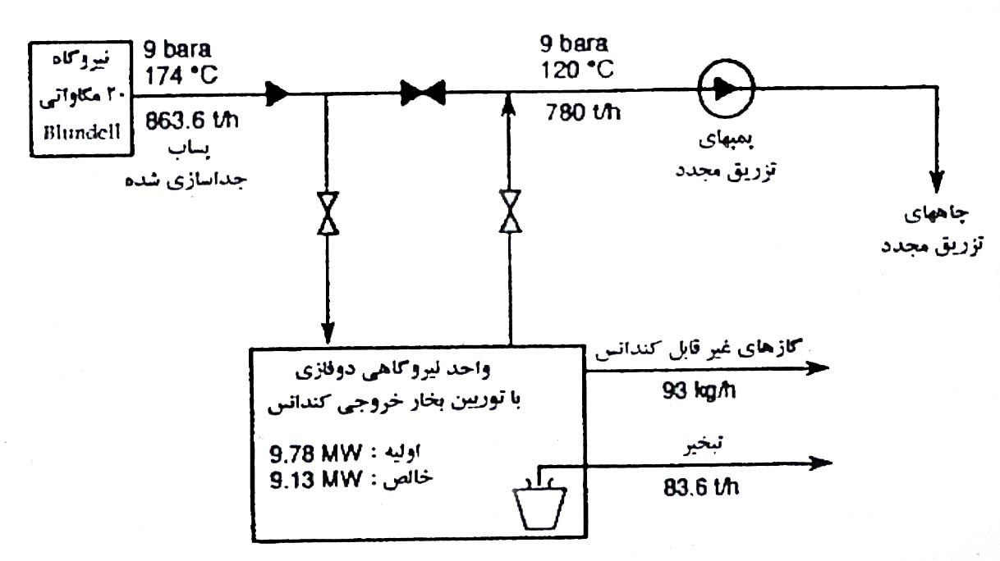 نیروگاه
۲۰ مگاواتی
Blundell
9 bara
174 °C
863.6 t/h
پساب
جداسازی شده
9 bara
120 °C
780 t/h
پمپهای
تزریق مجدد
چاههای
تزریق مجدد
واحد نیروگاهی دوفازی
با توربین بخار خروجی کندانس
اولیه : 9.78 MW
خالص : 9.13 MW
گازهای غیر قابل کندانس
93 kg/h
تبخیر
83.6 t/h